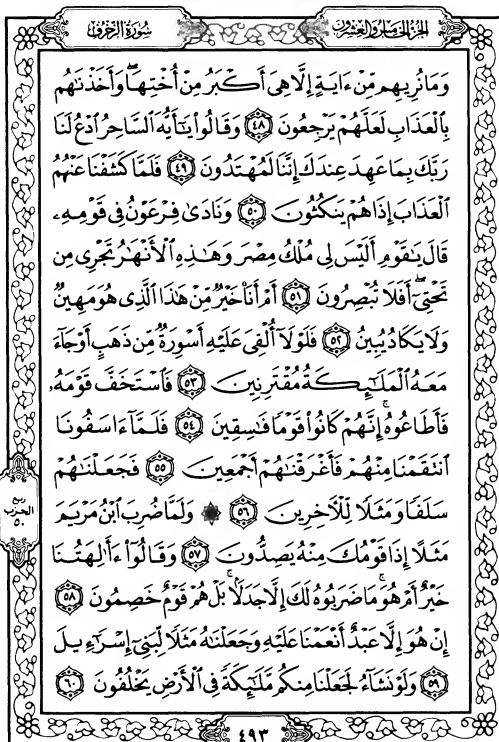 الجزء الخامس والعشرون
سورة الزخرف
وَمَا نُرِيهِم مِّنْ ءَايَةٍ إِلَّا هِىَ أَكْبَرُ مِنْ أُخْتِهَا ۖ وَأَخَذْنَٰهُم
بِٱلْعَذَابِ لَعَلَّهُمْ يَرْجِعُونَ ٤٨ وَقَالُوا۟ يَٰٓأَيُّهَ ٱلسَّاحِرُ ٱدْعُ لَنَا
رَبَّكَ بِمَا عَهِدَ عِندَكَ إِنَّنَا لَمُهْتَدُونَ ٤٩ فَلَمَّا كَشَفْنَا عَنْهُمُ
ٱلْعَذَابَ إِذَا هُمْ يَنكُثُونَ ٥٠ وَنَادَىٰ فِرْعَوْنُ فِى قَوْمِهِۦ
قَالَ يَٰقَوْمِ أَلَيْسَ لِى مُلْكُ مِصْرَ وَهَٰذِهِ ٱلْأَنْهَٰرُ تَجْرِى مِن
تَحْتِىٓ ۖ أَفَلَا تُبْصِرُونَ ٥١ أَمْ أَنَا۠ خَيْرٌ مِّنْ هَٰذَا ٱلَّذِى هُوَ مَهِينٌ
وَلَا يَكَادُ يُبِينُ ٥٢ فَلَوْلَآ أُلْقِىَ عَلَيْهِ أَسْوِرَةٌ مِّن ذَهَبٍ أَوْ جَآءَ
مَعَهُ ٱلْمَلَٰٓئِكَةُ مُقْتَرِنِينَ ٥٣ فَٱسْتَخَفَّ قَوْمَهُۥ
فَأَطَاعُوهُ ۚ إِنَّهُمْ كَانُوا۟ قَوْمًا فَٰسِقِينَ ٥٤ فَلَمَّآ ءَاسَفُونَا
ٱنتَقَمْنَا مِنْهُمْ فَأَغْرَقْنَٰهُمْ أَجْمَعِينَ ٥٥ فَجَعَلْنَٰهُمْ
سَلَفًا وَمَثَلًا لِّلْـَٔاخِرِينَ ٥٦ ۞ وَلَمَّا ضُرِبَ ٱبْنُ مَرْيَمَ
مَثَلًا إِذَا قَوْمُكَ مِنْهُ يَصِدُّونَ ٥٧ وَقَالُوٓا۟ ءَأَٰلِهَتُنَا
خَيْرٌ أَمْ هُوَ ۚ مَا ضَرَبُوهُ لَكَ إِلَّا جَدَلًۢا ۚ بَلْ هُمْ قَوْمٌ خَصِمُونَ ٥٨
إِنْ هُوَ إِلَّا عَبْدٌ أَنْعَمْنَا عَلَيْهِ وَجَعَلْنَٰهُ مَثَلًا لِّبَنِىٓ إِسْرَٰٓءِيلَ
٥٩ وَلَوْ نَشَآءُ لَجَعَلْنَا مِنكُم مَّلَٰٓئِكَةً فِى ٱلْأَرْضِ يَخْلُفُونَ ٦٠
ربع
الحزب
٥٠
٤٩٣